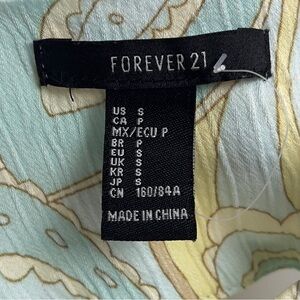 FOREVER 21
US S
CA P
MX/ECU P
BR P
EU S
UK S
KR S
JP S
CN 160/84A
MADE IN CHINA